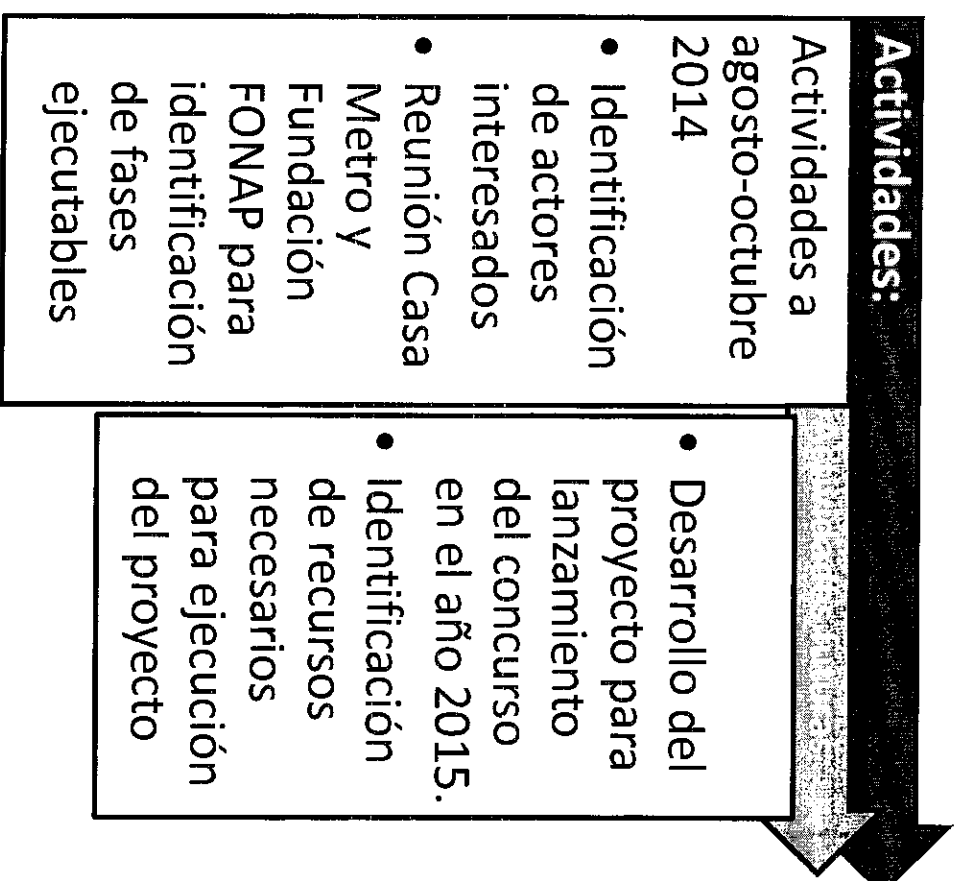 Actividades:
Actividades a
agosto-octubre
2014
• Identificación
de actores
interesados
• Reunión Casa
Metro y
Fundación
FONAP para
identificación
de fases
ejecutables
• Desarrollo del
proyecto para
lanzamiento
del concurso
en el año 2015.
• Identificación
de recursos
necesarios
para ejecución
del proyecto